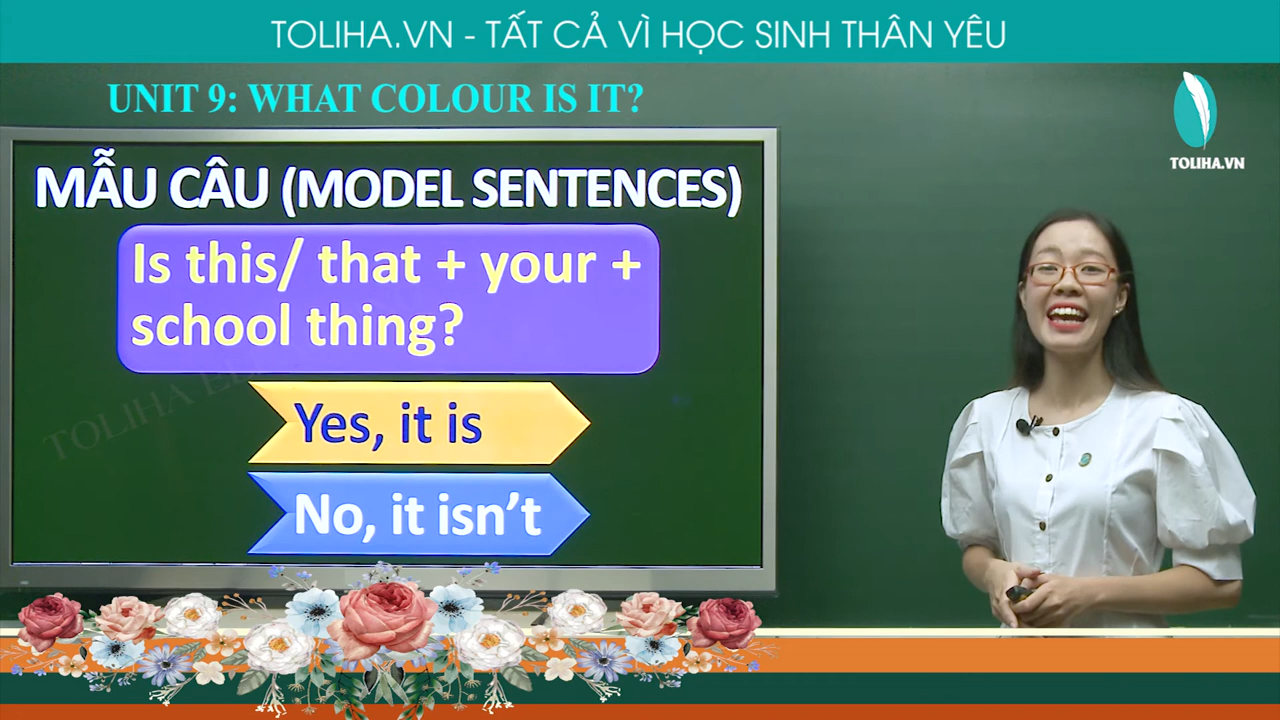 TOLIHA.VN - TẤT CẢ VÌ HỌC SINH THÂN YÊU
UNIT 9: WHAT COLOUR IS IT?
TOLIHA.VN
MẪU CÂU (MODEL SENTENCES)
Is this/ that + your +
school thing?
Yes, it is
No, it isn’t
TOLIHA